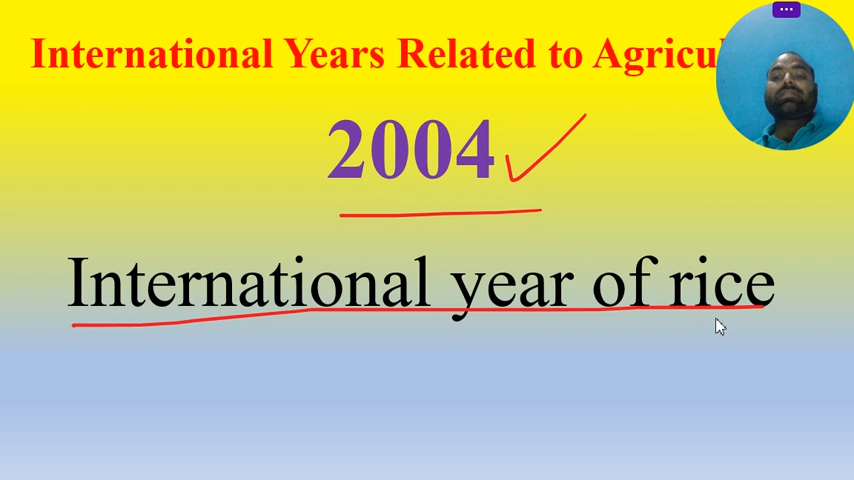 International Years Related to Agricul
2004
International year of rice